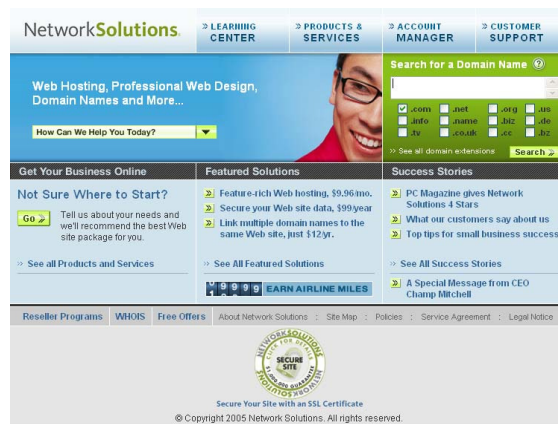 NetworkSolutions.
» LEARNING CENTER
» PRODUCTS & SERVICES
» ACCOUNT MANAGER
» CUSTOMER SUPPORT
Web Hosting, Professional Web Design,
Domain Names and More...
How Can We Help You Today?
Search for a Domain Name ?
.com .net .org .us
.info .name .biz .de
.tv .co.uk .cc .bz
» See all domain extensions Search »
Get Your Business Online
Not Sure Where to Start?
Go »
Tell us about your needs and
we'll recommend the best Web
site package for you.
» See all Products and Services
Featured Solutions
» Feature-rich Web hosting, $9.96/mo.
» Secure your Web site data, $99/year
» Link multiple domain names to the
same Web site, just $12/yr.
» See All Featured Solutions
9999 EARN AIRLINE MILES
Success Stories
» PC Magazine gives Network
Solutions 4 Stars
» What our customers say about us
» Top tips for small business success
» See All Success Stories
» A Special Message from CEO
Champ Mitchell
Reseller Programs WHOIS Free Offers About Network Solutions : Site Map : Policies : Service Agreement : Legal Notice
NETWORKSOLUTIONS
CLICK FOR DETAILS
SECURE
SITE
$1,000,000 GUARANTEE
Secure Your Site with an SSL Certificate
© Copyright 2005 Network Solutions. All rights reserved.